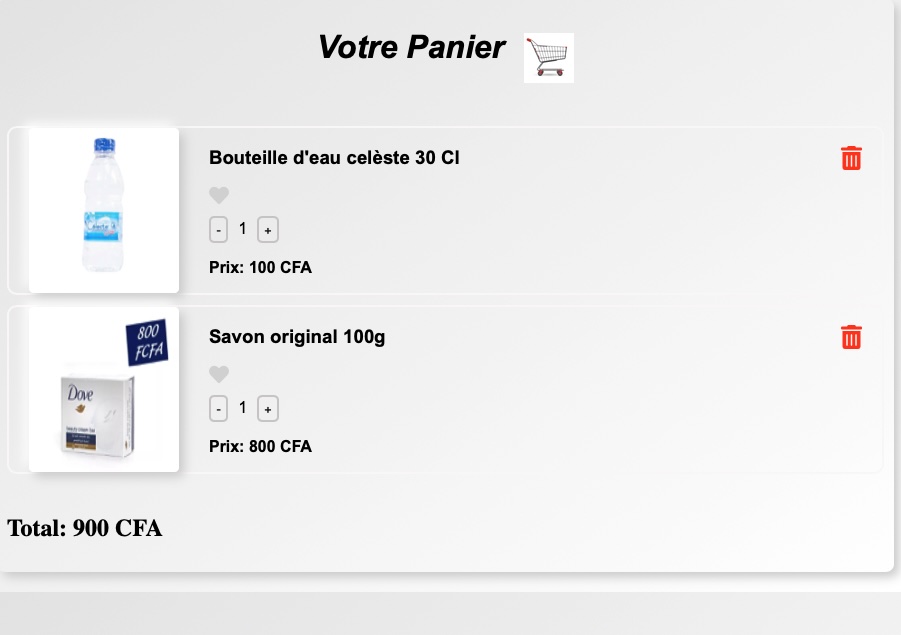 Votre Panier
Bouteille d'eau celèste 30 Cl
- 1 +
Prix: 100 CFA
800
FCFA
Dove
Savon original 100g
- 1 +
Prix: 800 CFA
Total: 900 CFA